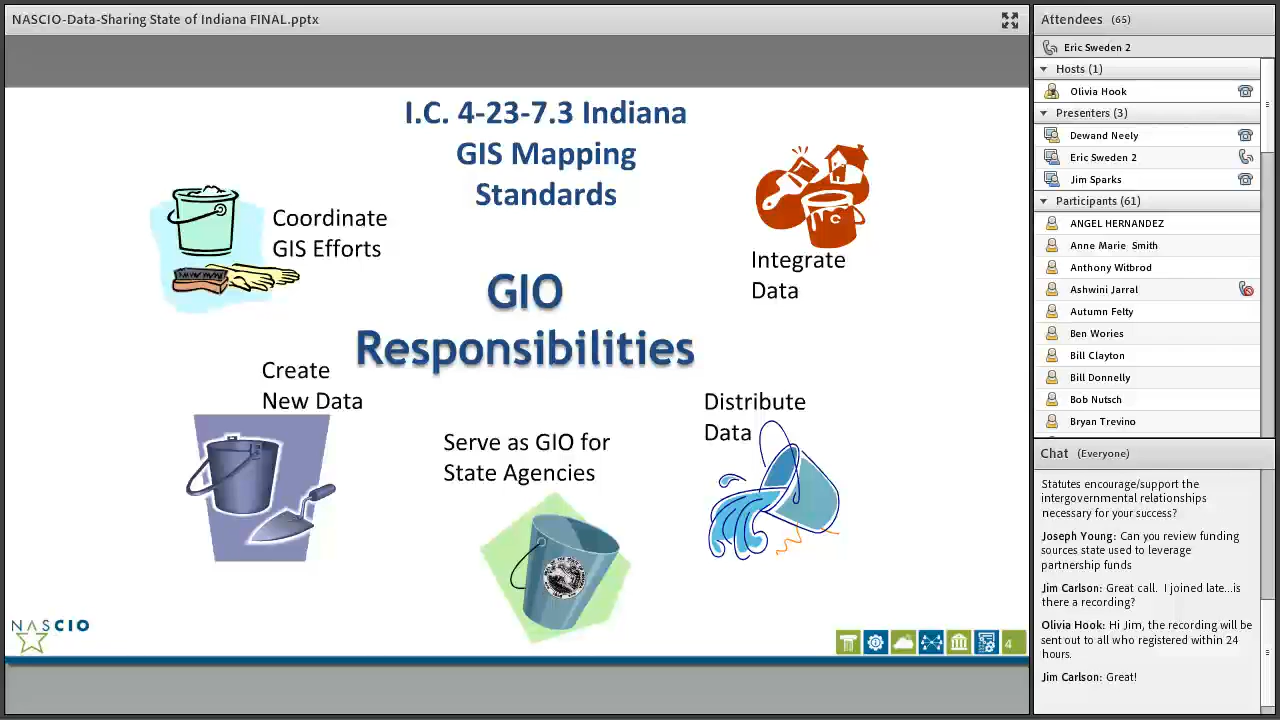 NASCIO-Data-Sharing State of Indiana FINAL.pptx
I.C. 4-23-7.3 Indiana
GIS Mapping
Standards
Coordinate
GIS Efforts
Integrate
Data
GIO
Responsibilities
Create
New Data
Distribute
Data
Serve as GIO for
State Agencies
NASCIO
4
Attendees (65)
Eric Sweden 2
Hosts (1)
Olivia Hook
Presenters (3)
Dewand Neely
Eric Sweden 2
Jim Sparks
Participants (61)
ANGEL HERNANDEZ
Anne Marie Smith
Anthony Witbrod
Ashwini Jarral
Autumn Felty
Ben Wories
Bill Clayton
Bill Donnelly
Bob Nutsch
Bryan Trevino
Chat (Everyone)
Statutes encourage/support the
intergovernmental relationships
necessary for your success?
Joseph Young: Can you review funding
sources state used to leverage
partnership funds
Jim Carlson: Great call. I joined late...is
there a recording?
Olivia Hook: Hi Jim, the recording will be
sent out to all who registered within 24
hours.
Jim Carlson: Great!